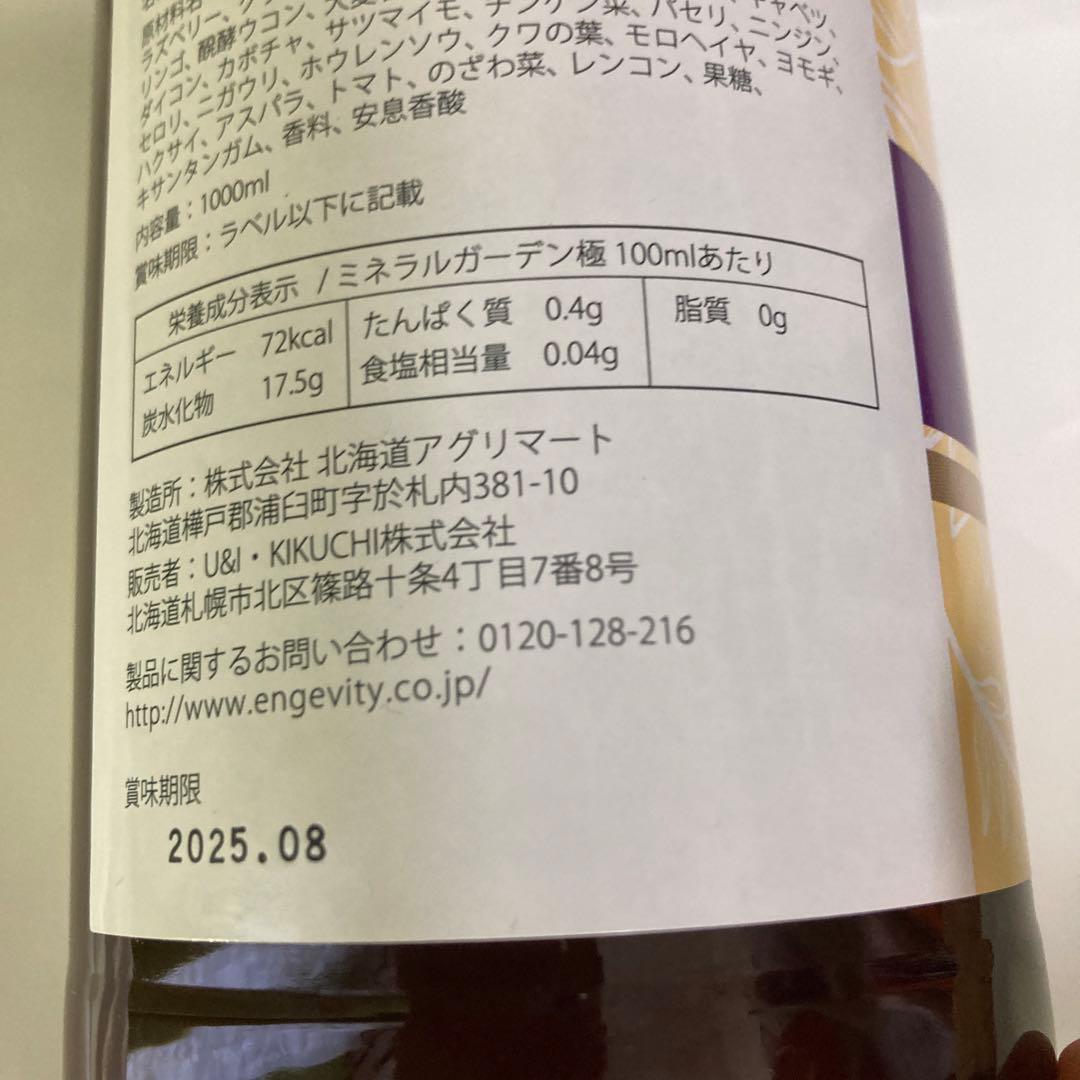 原材料名
ラズベリー、
リンゴ、醗酵ウコン、大麦
ダイコン、カボチャ、サツマイモ、チンゲン菜、パセリ、ニンジン、
セロリ、ニガウリ、ホウレンソウ、クワの葉、モロヘイヤ、ヨモギ、
ハクサイ、アスパラ、トマト、のざわ菜、レンコン、果糖、
キサンタンガム、香料、安息香酸
内容量：1000ml
賞味期限：ラベル以下に記載
栄養成分表示 / ミネラルガーデン極 100mlあたり
エネルギー 72kcal たんぱく質 0.4g 脂質 0g
炭水化物 17.5g 食塩相当量 0.04g
製造所：株式会社 北海道アグリマート
北海道樺戸郡浦臼町字於札内381-10
販売者：U&I・KIKUCHI株式会社
北海道札幌市北区篠路十条4丁目7番8号
製品に関するお問い合わせ：0120-128-216
http://www.engevity.co.jp/
賞味期限
2025.08